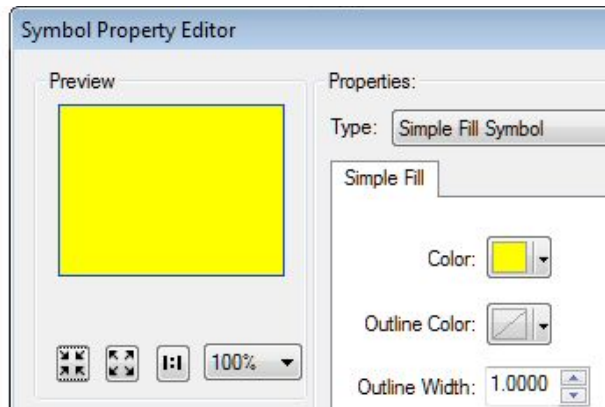 Symbol Property Editor
Preview
Properties:
Type: Simple Fill Symbol
Simple Fill
Color:
Outline Color:
1:1 100%
Outline Width: 1.0000